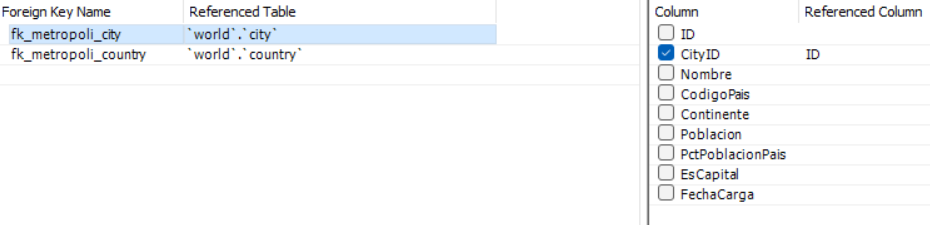 Foreign Key Name Referenced Table
fk_metropoli_city `world`.`city`
fk_metropoli_country `world`.`country`
Column Referenced Column
ID
CityID ID
Nombre
CodigoPais
Continente
Poblacion
PctPoblacionPais
EsCapital
FechaCarga